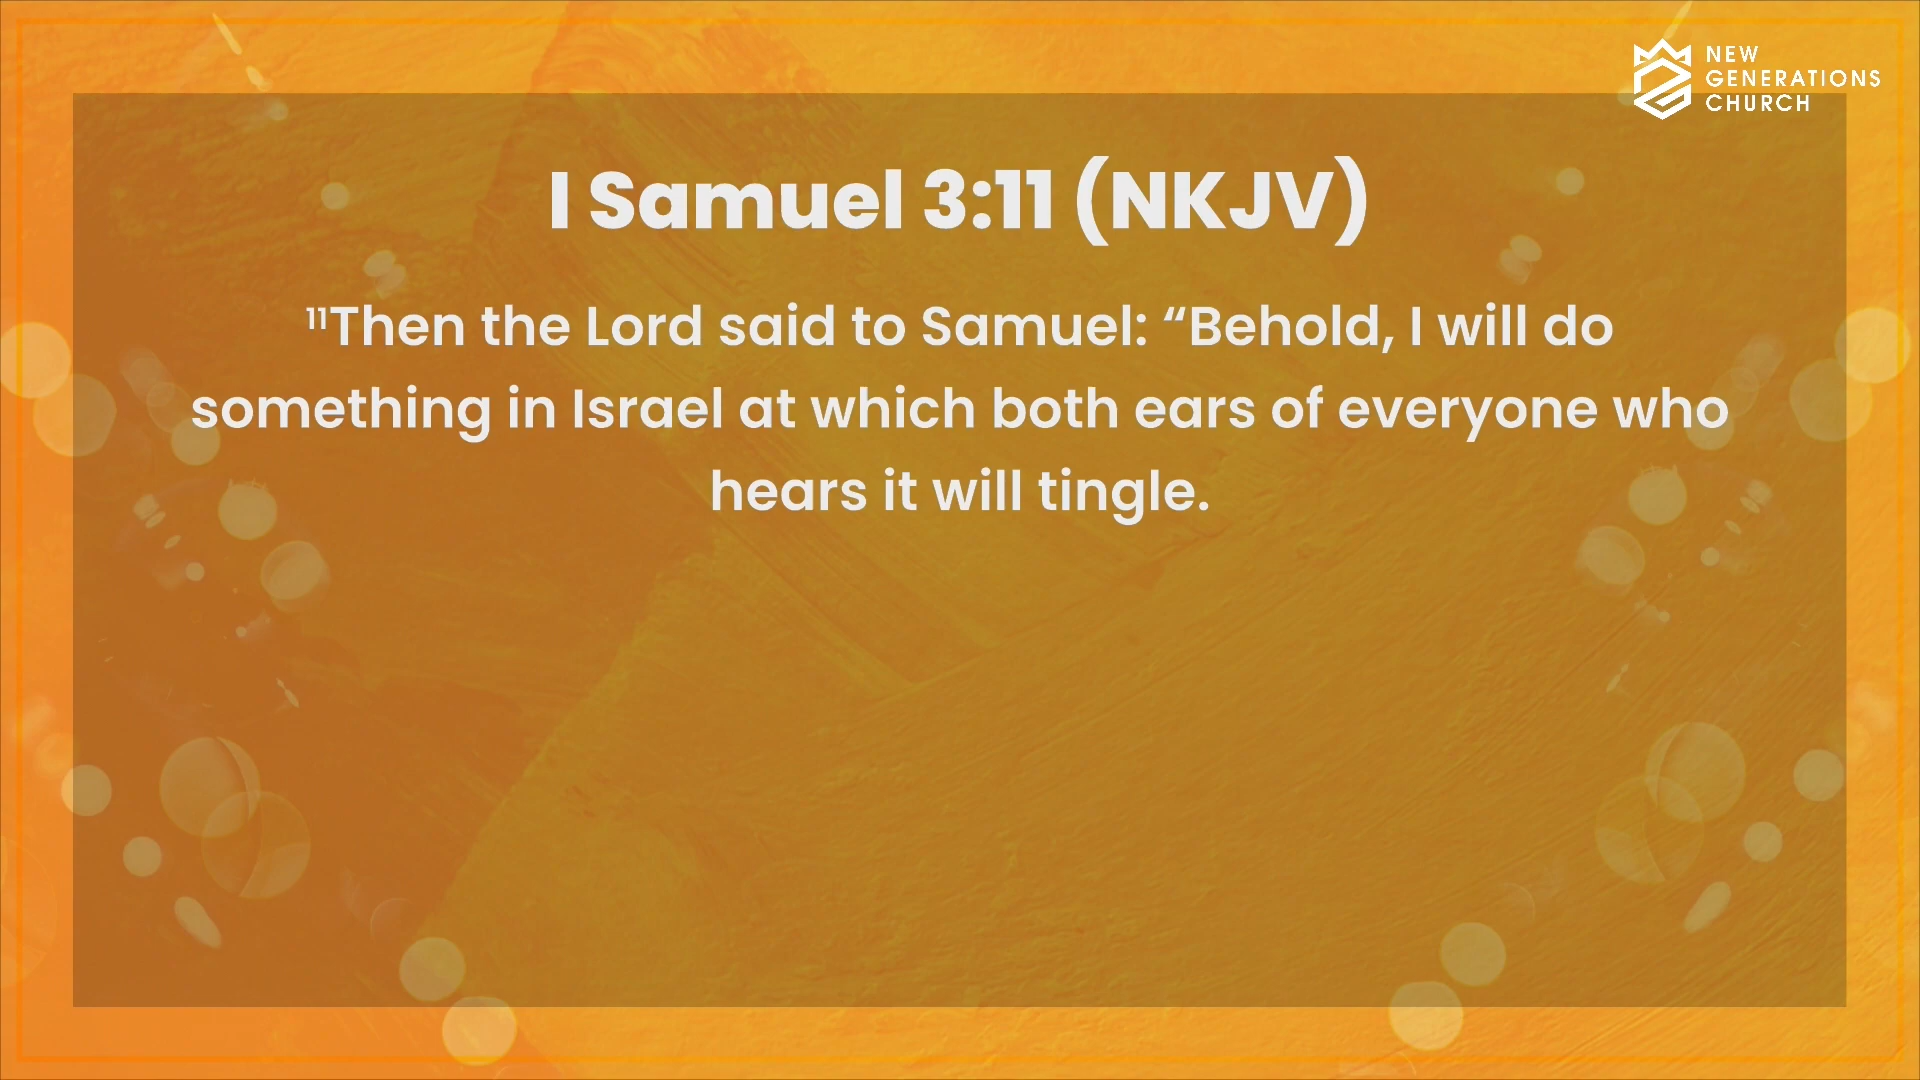 NEW
GENERATIONS
CHURCH
I Samuel 3:11 (NKJV)
¹¹Then the Lord said to Samuel: “Behold, I will do
something in Israel at which both ears of everyone who
hears it will tingle.